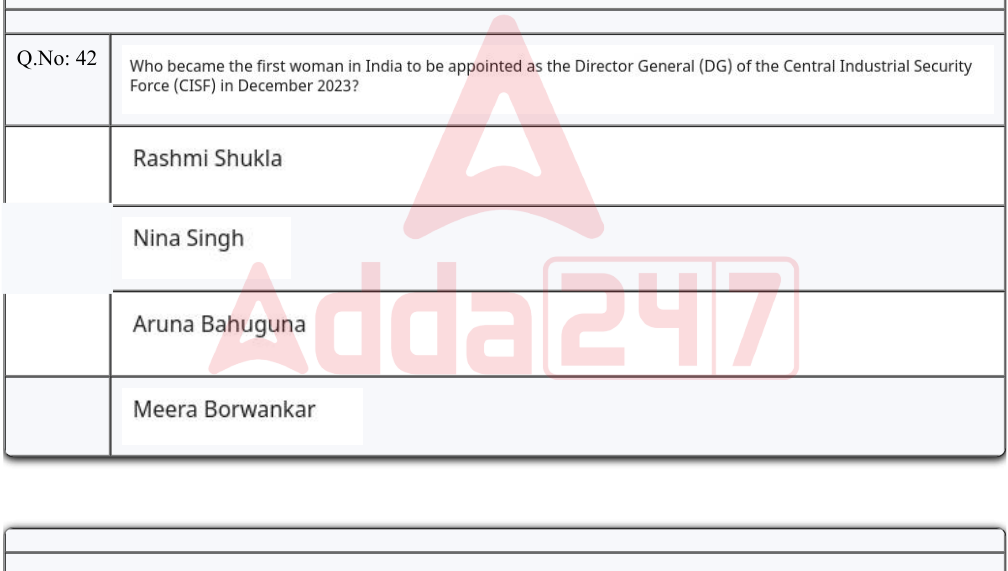 Q.No: 42
Who became the first woman in India to be appointed as the Director General (DG) of the Central Industrial Security
Force (CISF) in December 2023?
Rashmi Shukla
Nina Singh
Aruna Bahuguna
Meera Borwankar
Adda247